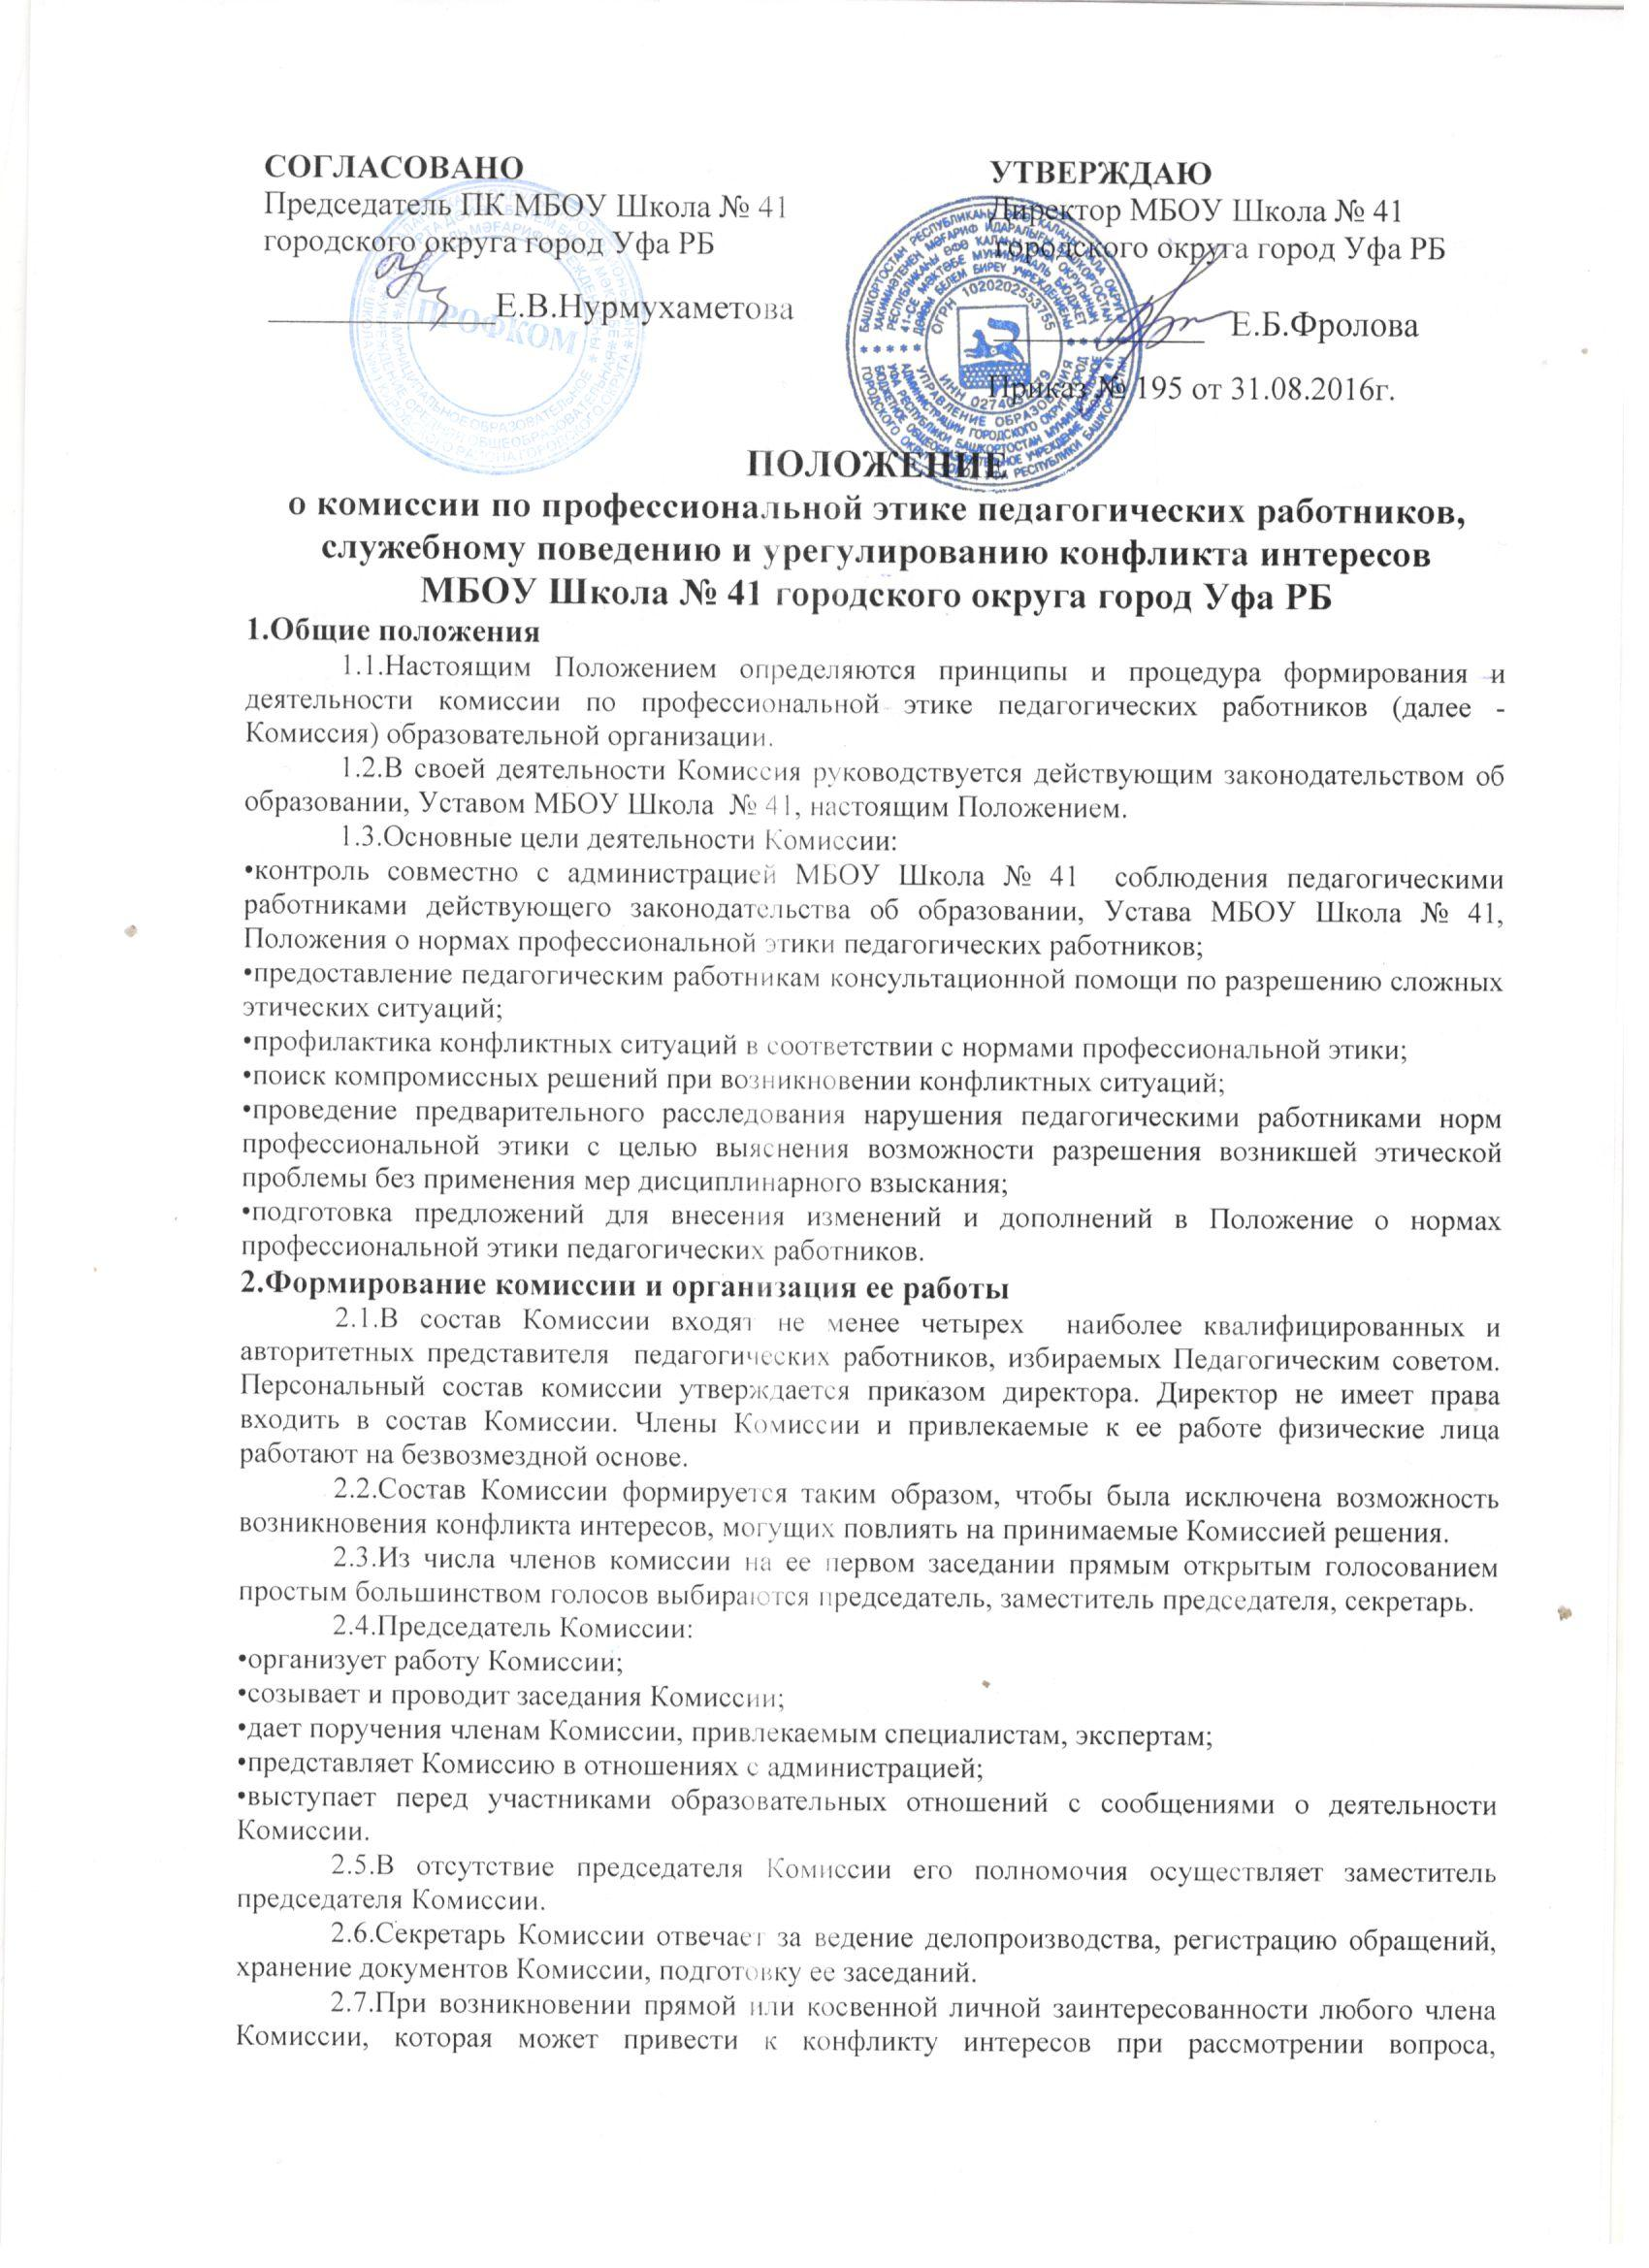 СОГЛАСОВАНО
Председатель ПК МБОУ Школа № 41
городского округа город Уфа РБ
Е.В.Нурмухаметова
ПРОФКОМ
УТВЕРЖДАЮ
Директор МБОУ Школа № 41
городского округа город Уфа РБ
Е.Б.Фролова
Приказ № 195 от 31.08.2016г.
ОГРН 1020202553755
УПРАВЛЕНИЕ ОБРАЗОВАНИЯ
ПОЛОЖЕНИЕ
о комиссии по профессиональной этике педагогических работников,
служебному поведению и урегулированию конфликта интересов
МБОУ Школа № 41 городского округа город Уфа РБ
1.Общие положения
1.1.Настоящим Положением определяются принципы и процедура формирования и
деятельности комиссии по профессиональной этике педагогических работников (далее -
Комиссия) образовательной организации.
1.2.В своей деятельности Комиссия руководствуется действующим законодательством об
образовании, Уставом МБОУ Школа № 41, настоящим Положением.
1.3.Основные цели деятельности Комиссии:
•контроль совместно с администрацией МБОУ Школа № 41 соблюдения педагогическими
работниками действующего законодательства об образовании, Устава МБОУ Школа № 41,
Положения о нормах профессиональной этики педагогических работников;
•предоставление педагогическим работникам консультационной помощи по разрешению сложных
этических ситуаций;
•профилактика конфликтных ситуаций в соответствии с нормами профессиональной этики;
•поиск компромиссных решений при возникновении конфликтных ситуаций;
•проведение предварительного расследования нарушения педагогическими работниками норм
профессиональной этики с целью выяснения возможности разрешения возникшей этической
проблемы без применения мер дисциплинарного взыскания;
•подготовка предложений для внесения изменений и дополнений в Положение о нормах
профессиональной этики педагогических работников.
2.Формирование комиссии и организация ее работы
2.1.В состав Комиссии входят не менее четырех наиболее квалифицированных и
авторитетных представителя педагогических работников, избираемых Педагогическим советом.
Персональный состав комиссии утверждается приказом директора. Директор не имеет права
входить в состав Комиссии. Члены Комиссии и привлекаемые к ее работе физические лица
работают на безвозмездной основе.
2.2.Состав Комиссии формируется таким образом, чтобы была исключена возможность
возникновения конфликта интересов, могущих повлиять на принимаемые Комиссией решения.
2.3.Из числа членов комиссии на ее первом заседании прямым открытым голосованием
простым большинством голосов выбираются председатель, заместитель председателя, секретарь.
2.4.Председатель Комиссии:
•организует работу Комиссии;
•созывает и проводит заседания Комиссии;
•дает поручения членам Комиссии, привлекаемым специалистам, экспертам;
•представляет Комиссию в отношениях с администрацией;
•выступает перед участниками образовательных отношений с сообщениями о деятельности
Комиссии.
2.5.В отсутствие председателя Комиссии его полномочия осуществляет заместитель
председателя Комиссии.
2.6.Секретарь Комиссии отвечает за ведение делопроизводства, регистрацию обращений,
хранение документов Комиссии, подготовку ее заседаний.
2.7.При возникновении прямой или косвенной личной заинтересованности любого члена
Комиссии, которая может привести к конфликту интересов при рассмотрении вопроса,